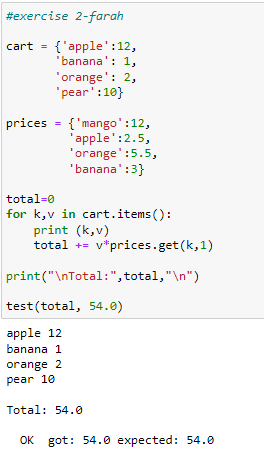 #exercise 2-farah
cart = {'apple':12,
'banana': 1,
'orange': 2,
'pear':10}
prices = {'mango':12,
'apple':2.5,
'orange':5.5,
'banana':3}
total=0
for k,v in cart.items():
print (k,v)
total += v*prices.get(k,1)
print("\nTotal:",total,"\n")
test(total, 54.0)
apple 12
banana 1
orange 2
pear 10
Total: 54.0
OK got: 54.0 expected: 54.0